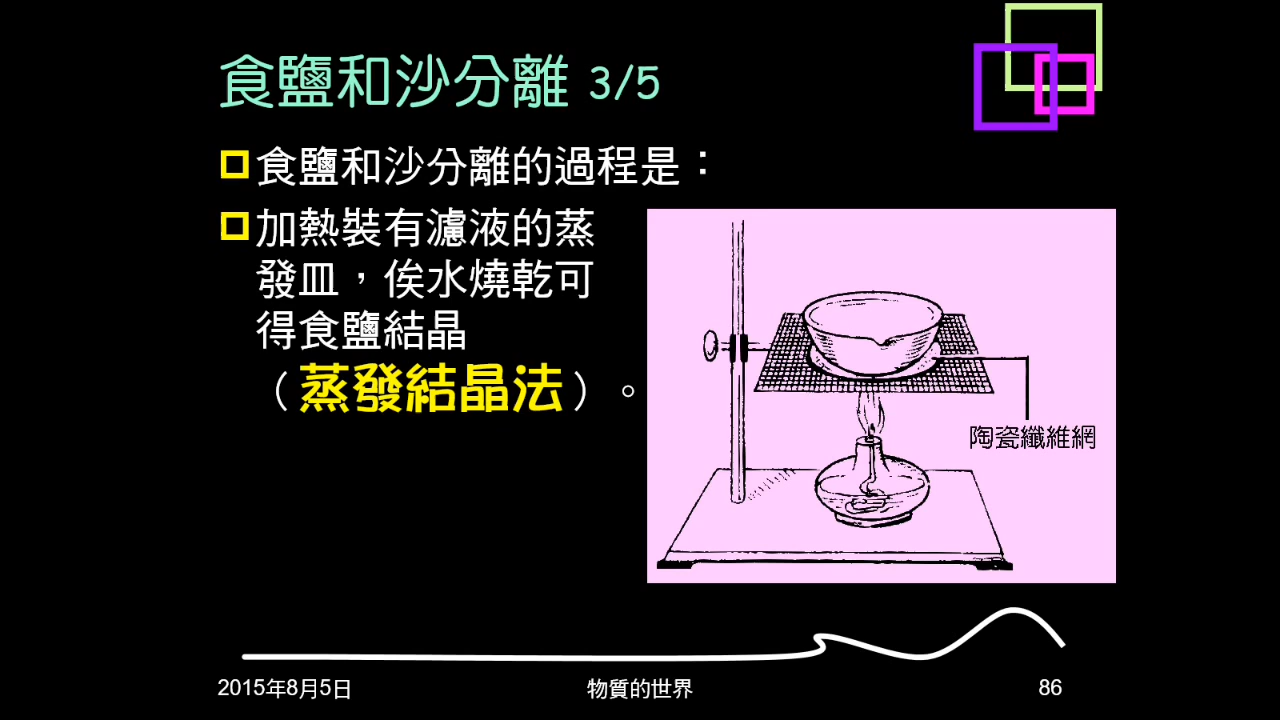 食鹽和沙分離 3/5
食鹽和沙分離的過程是：
加熱裝有濾液的蒸
發皿，俟水燒乾可
得食鹽結晶
（蒸發結晶法）。
陶瓷纖維網
2015年8月5日
物質的世界
86